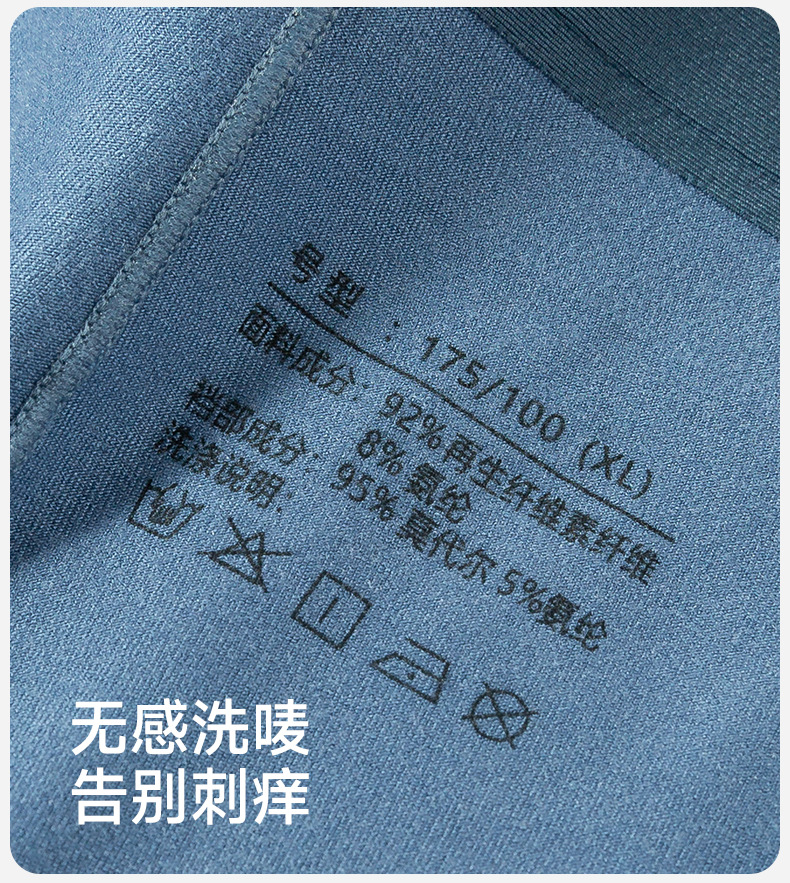 号型 : 175/100 (XL)
面料成分: 92%再生纤维素纤维
8%氨纶
裆部成分: 95%莫代尔 5%氨纶
洗涤说明:
无感洗唛
告别刺痒